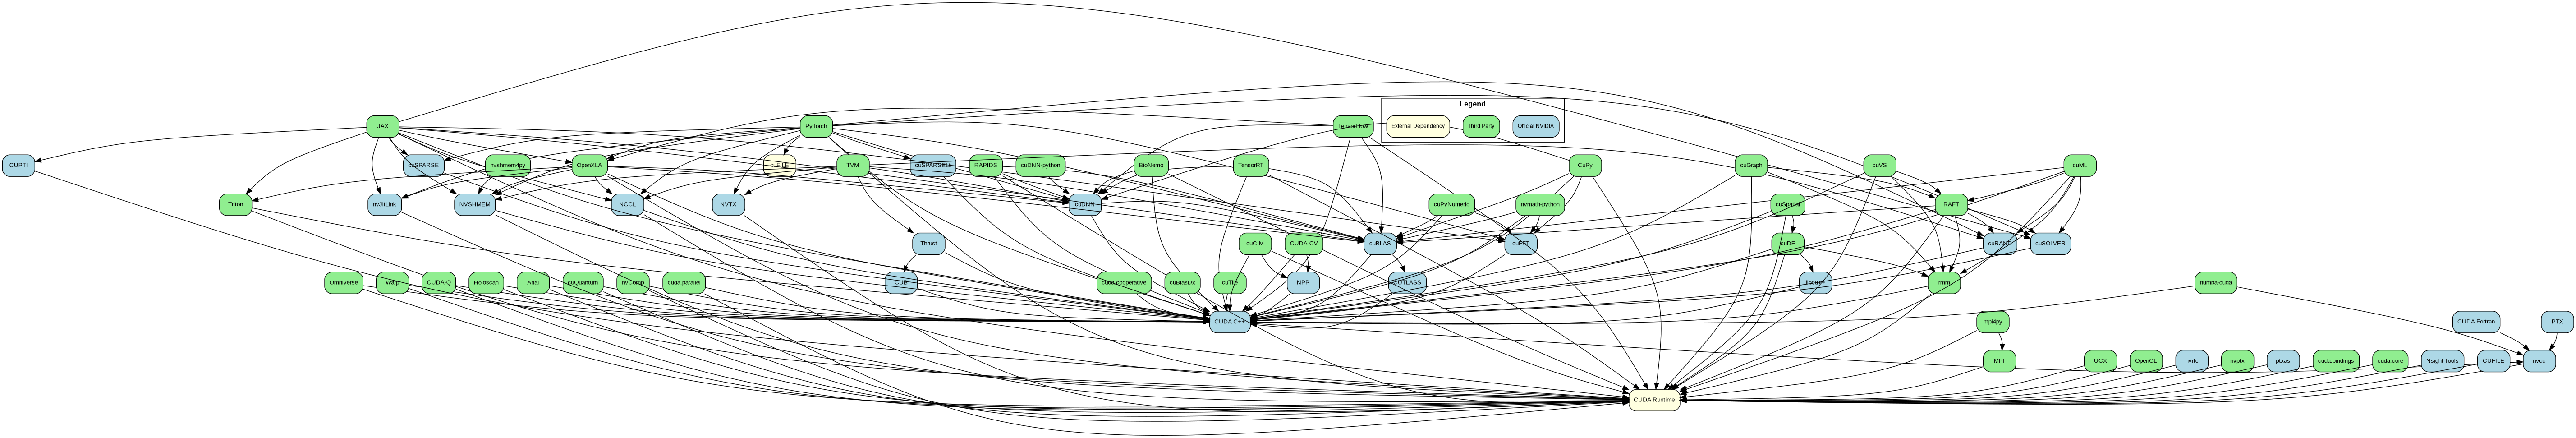 Legend
External Dependency
Third Party
Official NVIDIA
JAX
PyTorch
TensorFlow
CUPTI
cuSPARSE
nvshmem4py
OpenXLA
cuFILE
TVM
cuSPARSELt
RAPIDS
cuDNN-python
BioNemo
TensorRT
CuPy
cuGraph
cuVS
cuML
Triton
nvJitLink
NVSHMEM
NCCL
NVTX
cuDNN
cuPyNumeric
nvmath-python
cuSpatial
RAFT
Thrust
cuCIM
CUDA-CV
cuBLAS
cuFFT
cuDF
cuRAND
cuSOLVER
Omniverse
Warp
CUDA-Q
Holoscan
Arial
cuQuantum
nvComp
cuda.parallel
CUB
cuda.cooperative
cuBlasDx
cuTile
NPP
CUTLASS
libcu++
rmm
numba-cuda
CUDA C++
mpi4py
CUDA Fortran
PTX
MPI
UCX
OpenCL
nvrtc
nvptx
ptxas
cuda.bindings
cuda.core
Nsight Tools
CUFILE
nvcc
CUDA Runtime